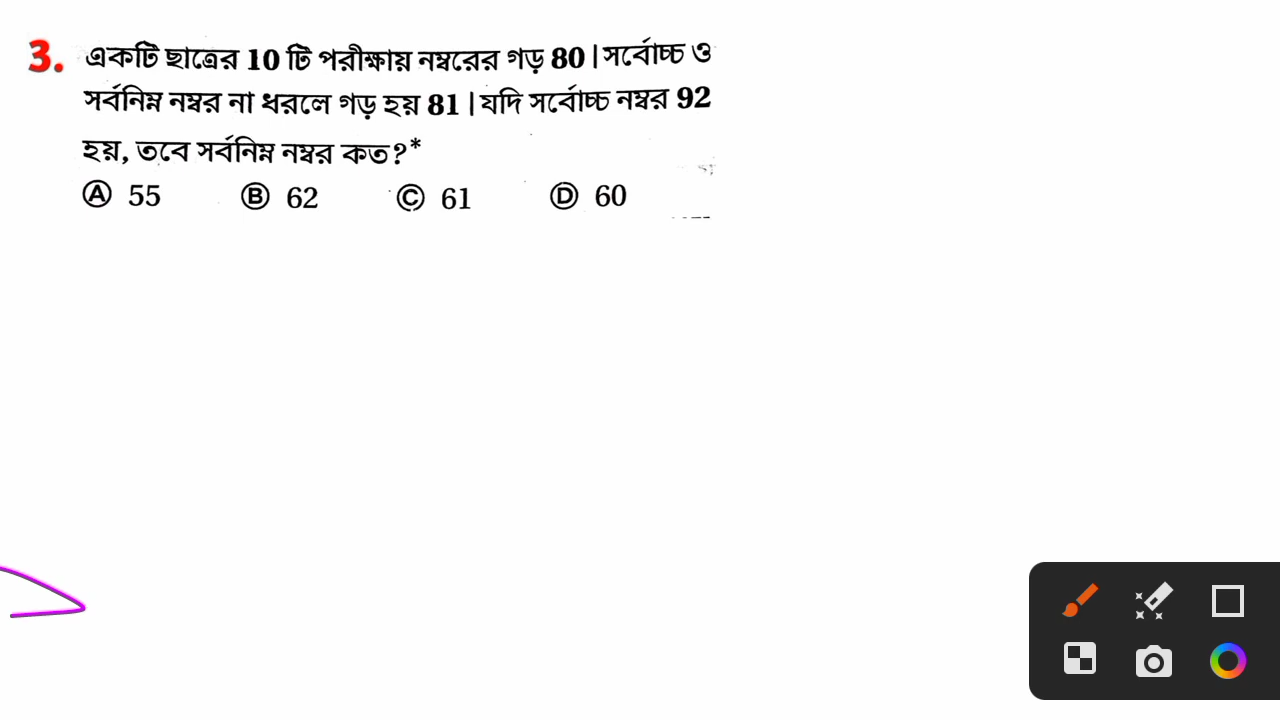 3. একটি ছাত্রের 10 টি পরীক্ষায় নম্বরের গড় 80। সর্বোচ্চ ও
সর্বনিম্ন নম্বর না ধরলে গড় হয় 81। যদি সর্বোচ্চ নম্বর 92
হয়, তবে সর্বনিম্ন নম্বর কত?*
Ⓐ 55 Ⓑ 62 Ⓒ 61 Ⓓ 60